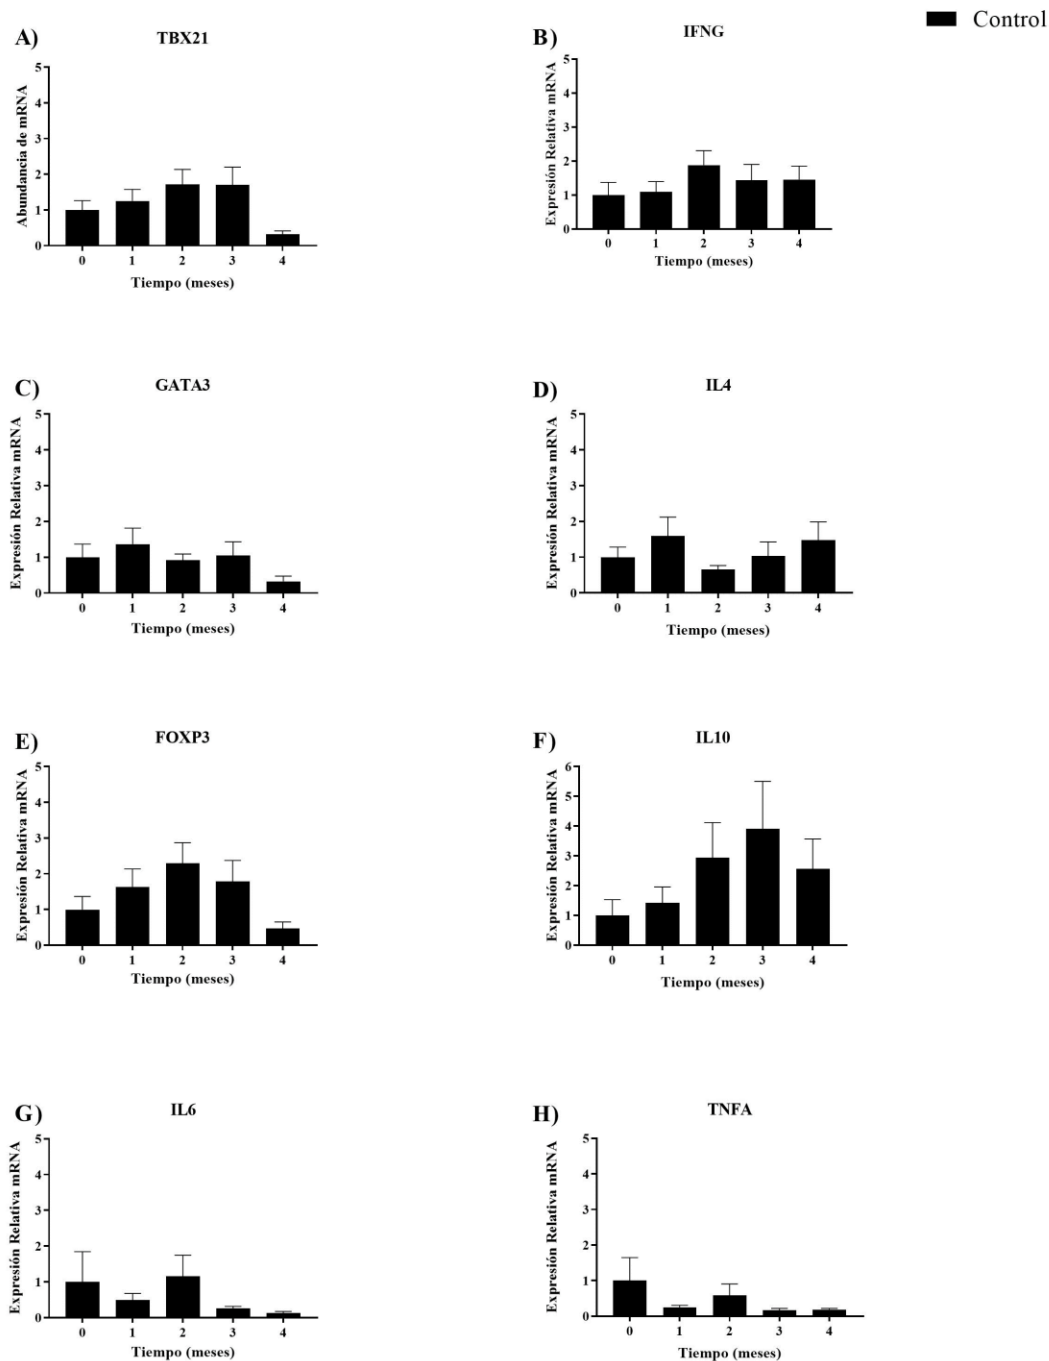 Control
A)
TBX21
Abundancia de mRNA
5
4
3
2
1
0
0 1 2 3 4
Tiempo (meses)
B)
IFNG
Expresión Relativa mRNA
5
4
3
2
1
0
0 1 2 3 4
Tiempo (meses)
C)
GATA3
Expresión Relativa mRNA
5
4
3
2
1
0
0 1 2 3 4
Tiempo (meses)
D)
IL4
Expresión Relativa mRNA
5
4
3
2
1
0
0 1 2 3 4
Tiempo (meses)
E)
FOXP3
Expresión Relativa mRNA
5
4
3
2
1
0
0 1 2 3 4
Tiempo (meses)
F)
IL10
Expresión Relativa mRNA
6
5
4
3
2
1
0
0 1 2 3 4
Tiempo (meses)
G)
IL6
Expresión Relativa mRNA
5
4
3
2
1
0
0 1 2 3 4
Tiempo (meses)
H)
TNFA
Expresión Relativa mRNA
5
4
3
2
1
0
0 1 2 3 4
Tiempo (meses)